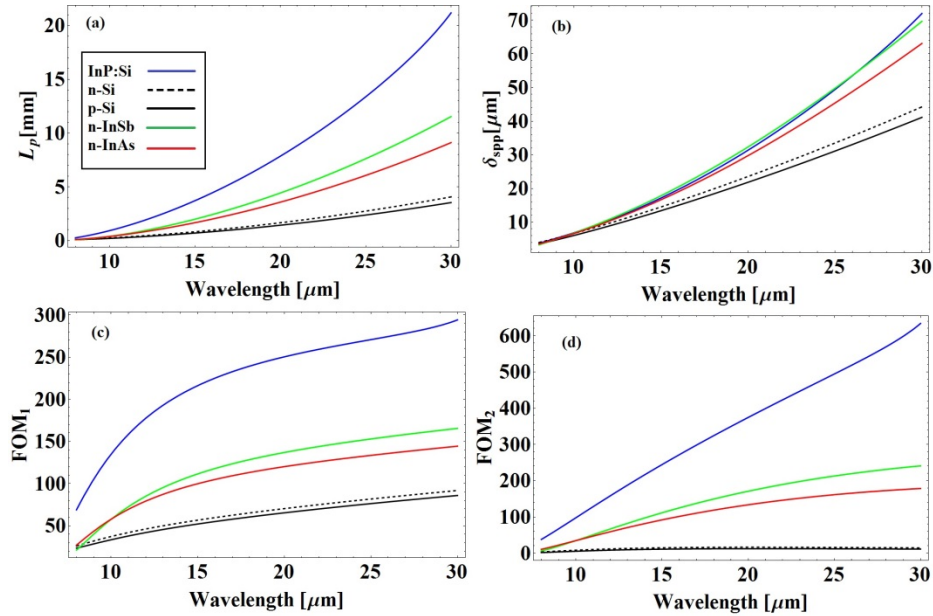 (a)
20
15
10
5
0
L_p[mm]
InP:Si
n-Si
p-Si
n-InSb
n-InAs
10 15 20 25 30
Wavelength [μm]
(b)
70
60
50
40
30
20
10
δ_spp[μm]
10 15 20 25 30
Wavelength [μm]
(c)
300
250
200
150
100
50
FOM₁
10 15 20 25 30
Wavelength [μm]
(d)
600
500
400
300
200
100
0
FOM₂
10 15 20 25 30
Wavelength [μm]